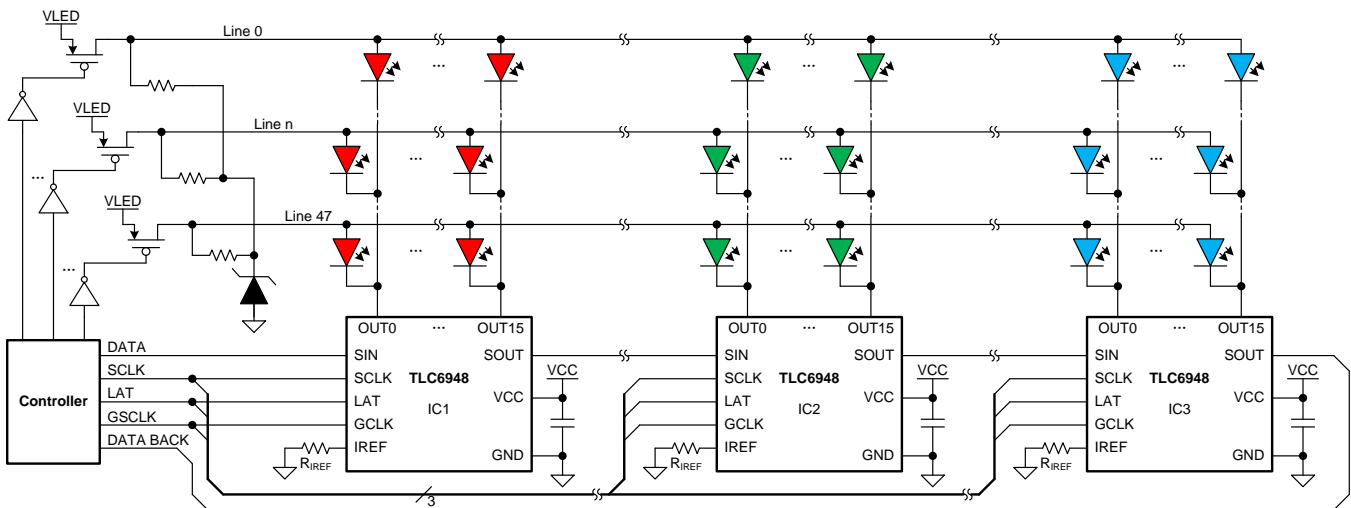 VLED
Line 0
... ... ...
VLED
Line n
... ... ... ...
VLED
Line 47
... ... ... ...
OUT0 ... OUT15
OUT0 ... OUT15
OUT0 ... OUT15
Controller
DATA
SCLK
LAT
GSCLK
DATA BACK
SIN
SCLK
LAT
GCLK
IREF
TLC6948
IC1
SOUT
VCC
GND
VCC
RIREF
3
SIN
SCLK
LAT
GCLK
IREF
TLC6948
IC2
SOUT
VCC
GND
VCC
RIREF
SIN
SCLK
LAT
GCLK
IREF
TLC6948
IC3
SOUT
VCC
GND
VCC
RIREF